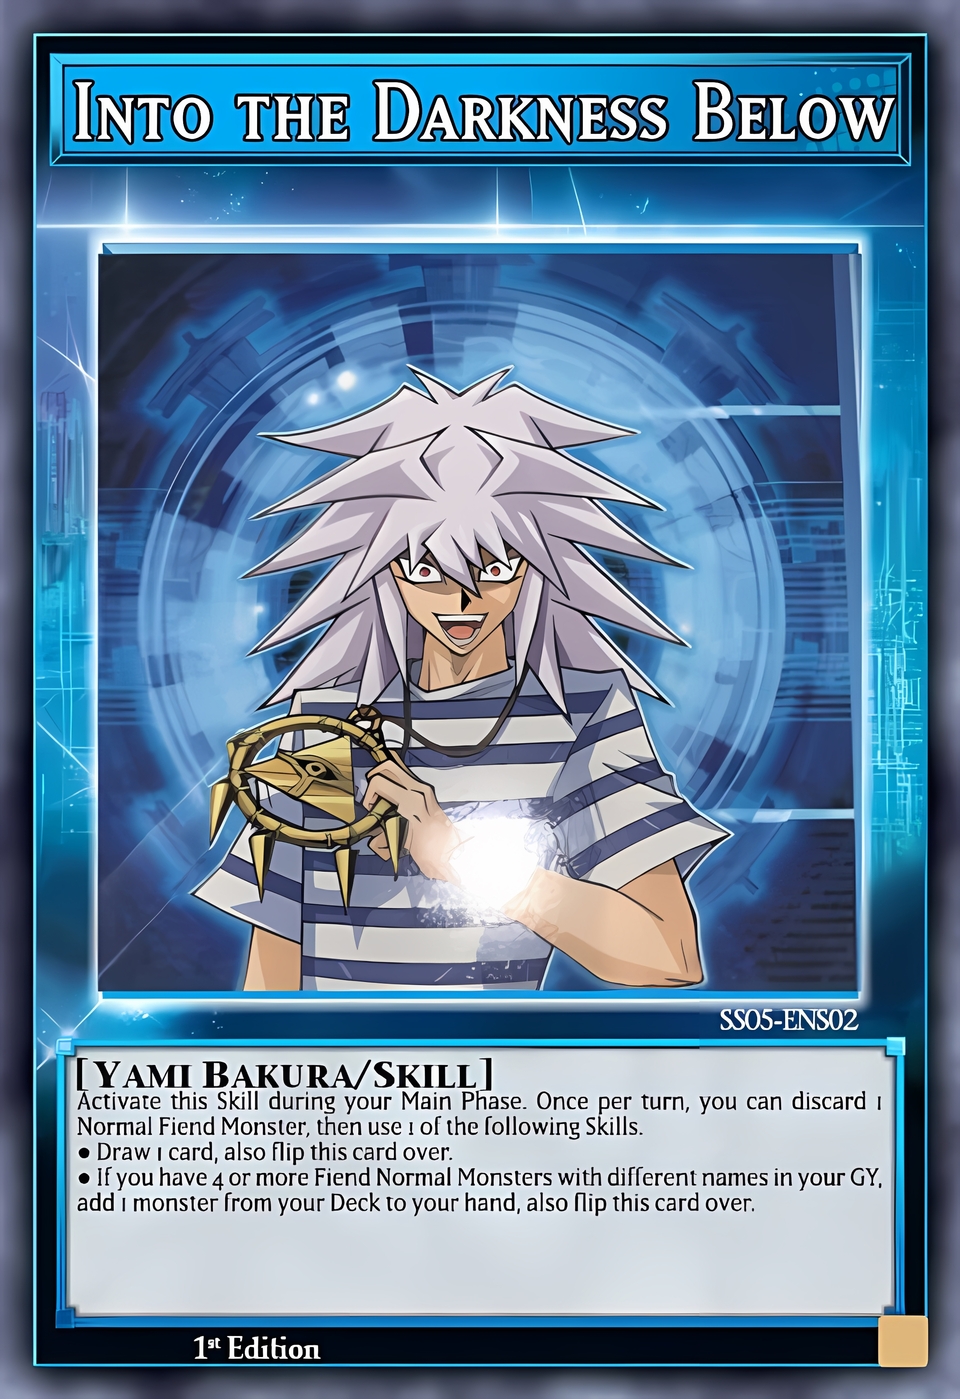 Into the Darkness Below
SS05-ENS02
[Yami Bakura/Skill]
Activate this Skill during your Main Phase. Once per turn, you can discard 1
Normal Fiend Monster, then use 1 of the following Skills.
● Draw 1 card, also flip this card over.
● If you have 4 or more Fiend Normal Monsters with different names in your GY,
add 1 monster from your Deck to your hand, also flip this card over.
1st Edition